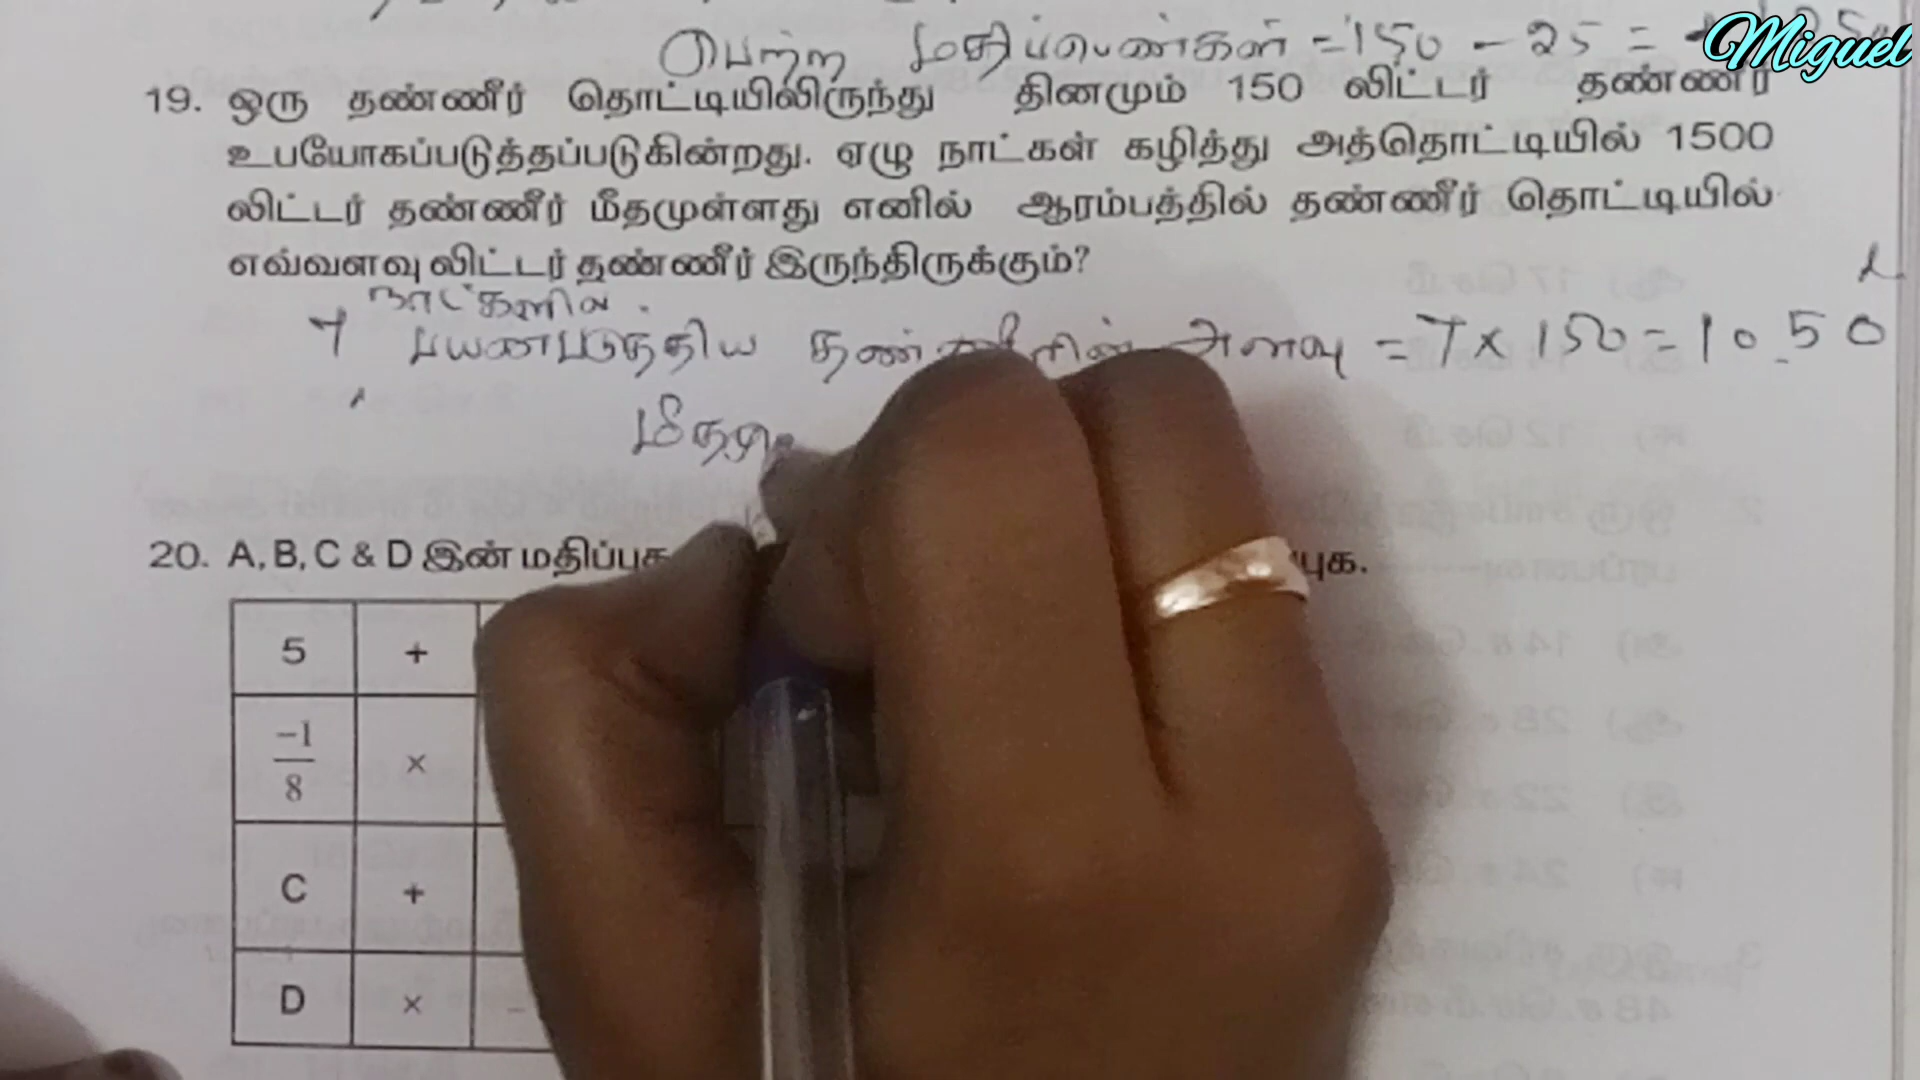 பெற்ற மதிப்பெண்கள் = 150 - 25 =
Miguel
19. ஒரு தண்ணீர் தொட்டியிலிருந்து தினமும் 150 லிட்டர் தண்ணீர்
உபயோகப்படுத்தப்படுகின்றது. ஏழு நாட்கள் கழித்து அத்தொட்டியில் 1500
லிட்டர் தண்ணீர் மீதமுள்ளது எனில் ஆரம்பத்தில் தண்ணீர் தொட்டியில்
எவ்வளவு லிட்டர் தண்ணீர் இருந்திருக்கும்?
7 நாட்களில்
பயன்படுத்திய தண்ணீரின் அளவு = 7 x 150 = 1050 L
20. A, B, C & D இன்
5 +
-1/8 ×
C +
D ×